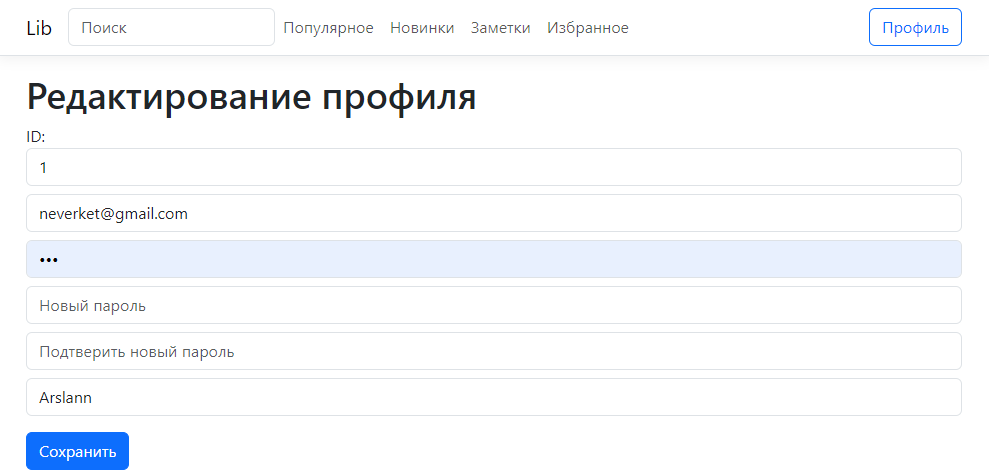 Lib Поиск Популярное Новинки Заметки Избранное Профиль
Редактирование профиля
ID:
1
neverket@gmail.com
•••
Новый пароль
Подтверить новый пароль
Arslann
Сохранить